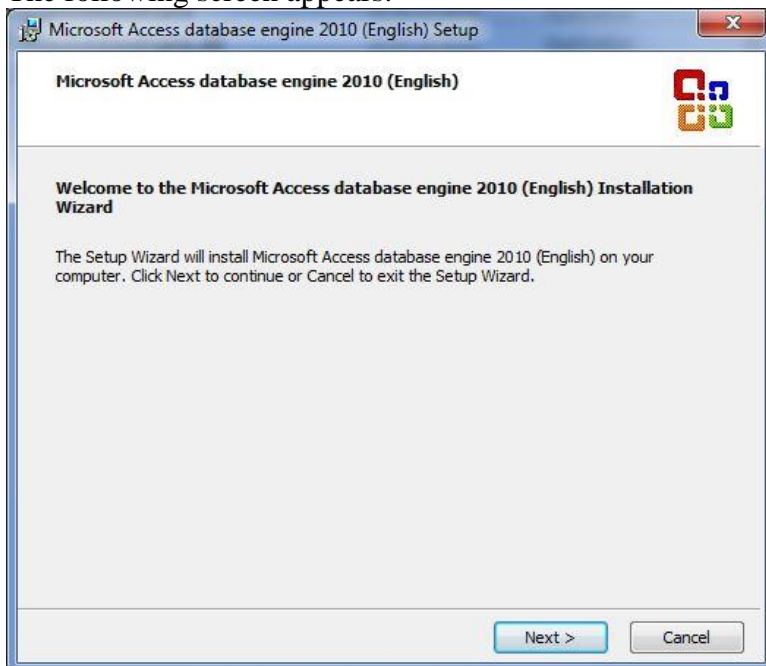 The following screen appears:
Microsoft Access database engine 2010 (English) Setup
Microsoft Access database engine 2010 (English)
Welcome to the Microsoft Access database engine 2010 (English) Installation
Wizard
The Setup Wizard will install Microsoft Access database engine 2010 (English) on your
computer. Click Next to continue or Cancel to exit the Setup Wizard.
Next >
Cancel